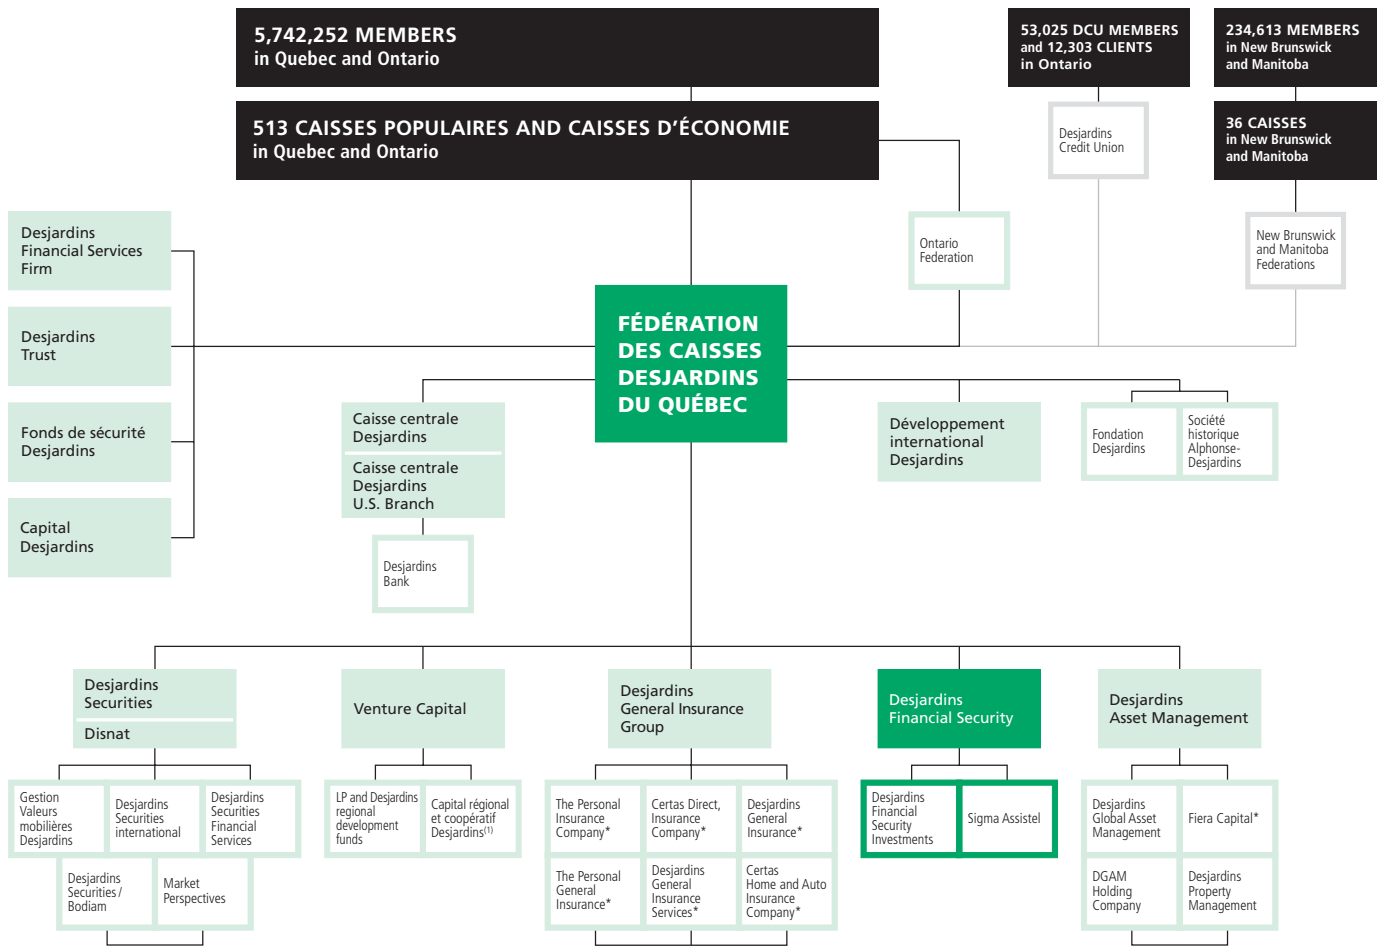 5,742,252 MEMBERS
in Quebec and Ontario
53,025 DCU MEMBERS
and 12,303 CLIENTS
in Ontario
234,613 MEMBERS
in New Brunswick
and Manitoba
513 CAISSES POPULAIRES AND CAISSES D'ÉCONOMIE
in Quebec and Ontario
Desjardins
Credit Union
36 CAISSES
in New Brunswick
and Manitoba
Desjardins
Financial Services
Firm
Ontario
Federation
New Brunswick
and Manitoba
Federations
Desjardins
Trust
FÉDÉRATION
DES CAISSES
DESJARDINS
DU QUÉBEC
Fonds de sécurité
Desjardins
Caisse centrale
Desjardins
Caisse centrale
Desjardins
U.S. Branch
Développement
international
Desjardins
Fondation
Desjardins
Société
historique
Alphonse-
Desjardins
Capital
Desjardins
Desjardins
Bank
Desjardins
Securities
Disnat
Venture Capital
Desjardins
General Insurance
Group
Desjardins
Financial Security
Desjardins
Asset Management
Gestion
Valeurs
mobilières
Desjardins
Desjardins
Securities
international
Desjardins
Securities
Financial
Services
LP and Desjardins
regional
development
funds
Capital régional
et coopératif
Desjardins(1)
The Personal
Insurance
Company*
Certas Direct,
Insurance
Company*
Desjardins
General
Insurance*
Desjardins
Financial
Security
Investments
Sigma Assistel
Desjardins
Global Asset
Management
Fiera Capital*
Desjardins
Securities /
Bodiam
Market
Perspectives
The Personal
General
Insurance*
Desjardins
General
Insurance
Services*
Certas
Home and Auto
Insurance
Company*
DGAM
Holding
Company
Desjardins
Property
Management